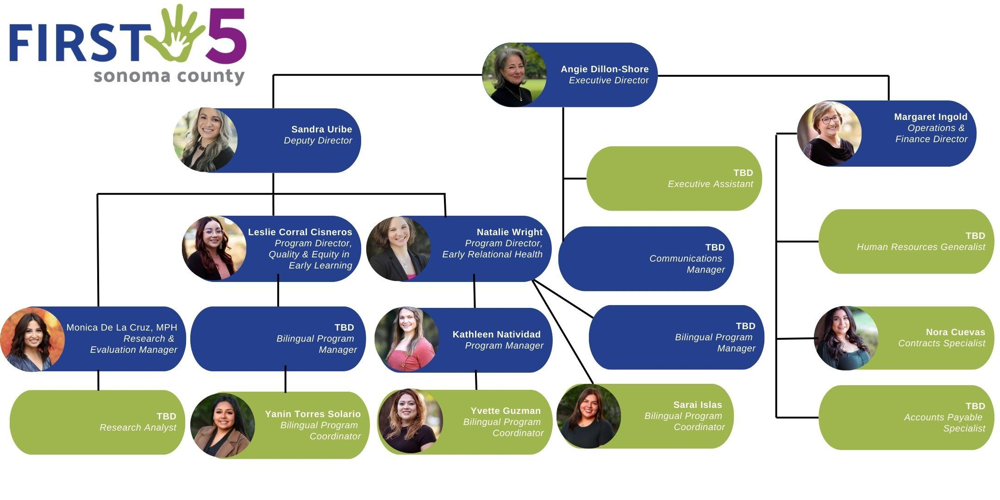 FIRST 5
sonoma county
Angie Dillon-Shore
Executive Director
Sandra Uribe
Deputy Director
Margaret Ingold
Operations &
Finance Director
TBD
Executive Assistant
Leslie Corral Cisneros
Program Director,
Quality & Equity in
Early Learning
Natalie Wright
Program Director,
Early Relational Health
TBD
Communications
Manager
TBD
Human Resources Generalist
Monica De La Cruz, MPH
Research &
Evaluation Manager
TBD
Bilingual Program
Manager
Kathleen Natividad
Program Manager
TBD
Bilingual Program
Manager
Nora Cuevas
Contracts Specialist
TBD
Research Analyst
Yanin Torres Solario
Bilingual Program
Coordinator
Yvette Guzman
Bilingual Program
Coordinator
Sarai Islas
Bilingual Program
Coordinator
TBD
Accounts Payable
Specialist